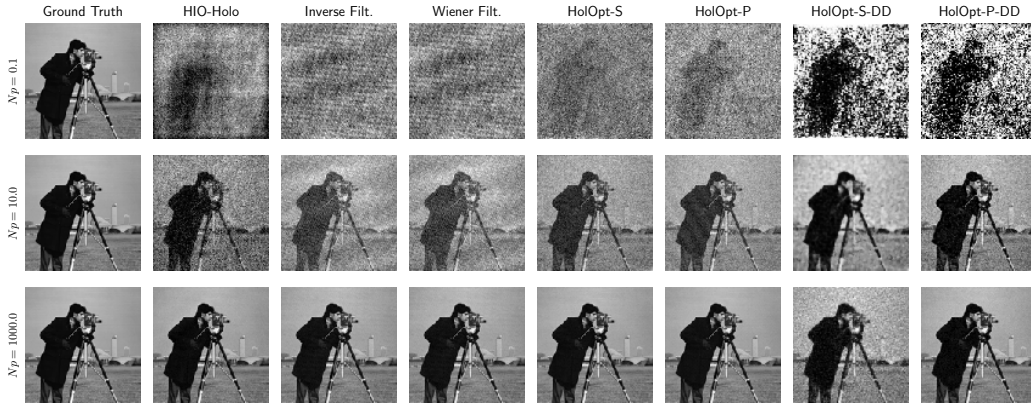 Ground Truth HIO-Holo Inverse Filt. Wiener Filt. HolOpt-S HolOpt-P HolOpt-S-DD HolOpt-P-DD
Np = 0.1
Np = 10.0
Np = 1000.0